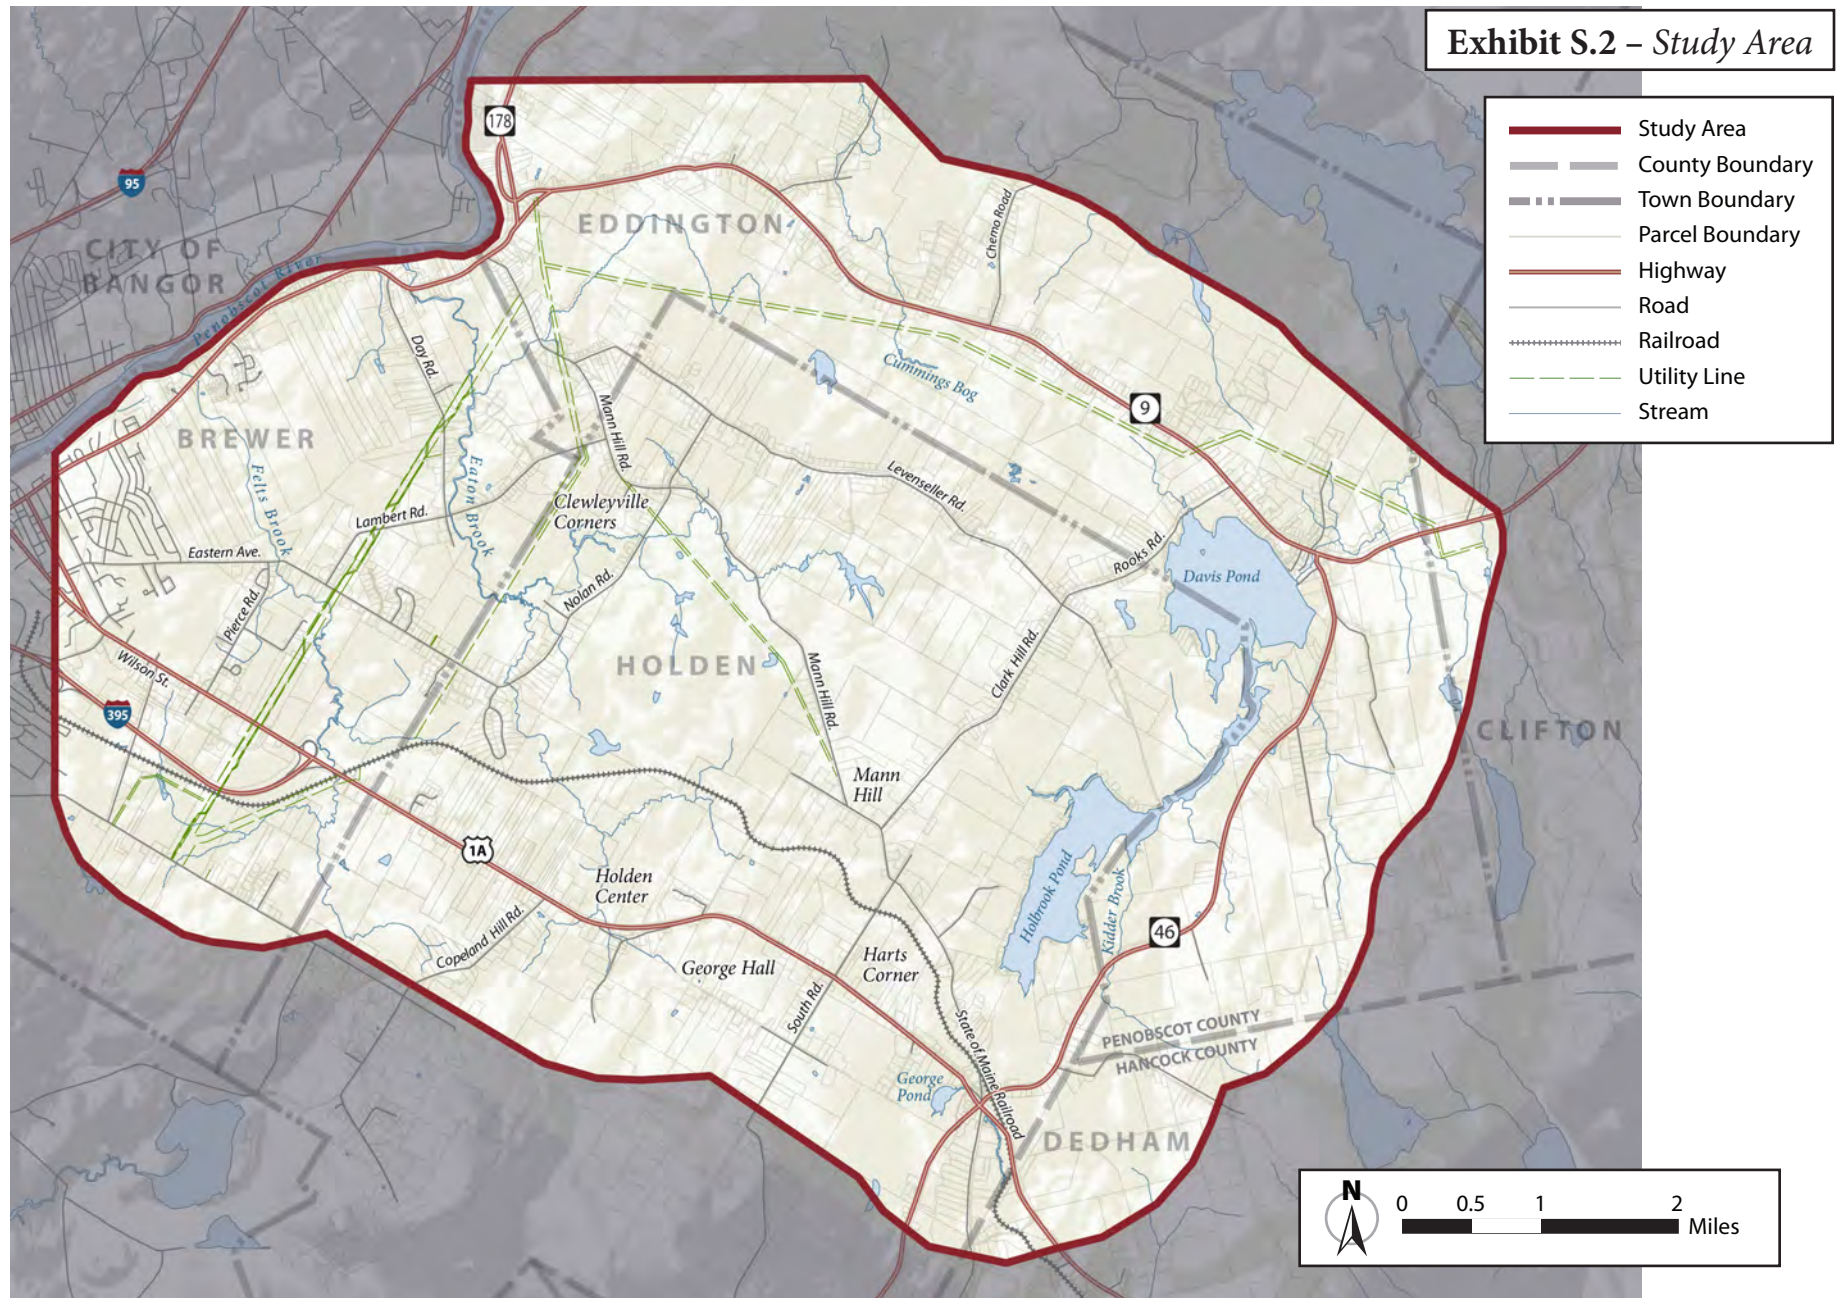 Exhibit S.2 – Study Area
Study Area
County Boundary
Town Boundary
Parcel Boundary
Highway
Road
Railroad
Utility Line
Stream
178
95
EDDINGTON
Chemo Road
CITY OF
BANGOR
Penobscot River
Day Rd.
Cummings Bog
9
BREWER
Mann Hill Rd.
Felts Brook
Eaton Brook
Levenseller Rd.
Clewleyville
Corners
Lambert Rd.
Eastern Ave.
Rooks Rd.
Davis Pond
Nolan Rd.
Pierce Rd.
HOLDEN
Clark Hill Rd.
Wilson St.
Mann Hill Rd.
395
CLIFTON
Mann
Hill
1A
Holden
Center
Holbrook Pond
Kidder Brook
46
Copeland Hill Rd.
George Hall
Harts
Corner
South Rd.
State of Maine Railroad
PENOBSCOT COUNTY
HANCOCK COUNTY
George
Pond
DEDHAM
N
0 0.5 1 2
Miles